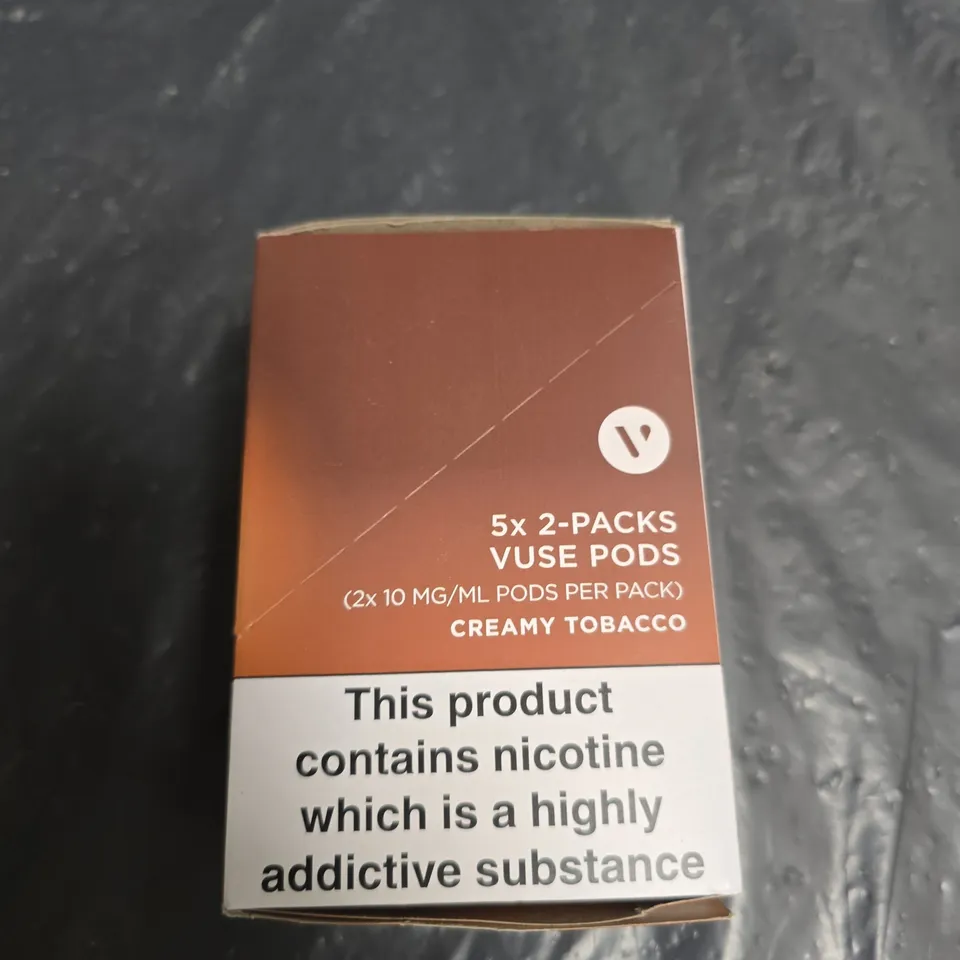 5x 2-PACKS
VUSE PODS
(2x 10 MG/ML PODS PER PACK)
CREAMY TOBACCO
This product
contains nicotine
which is a highly
addictive substance